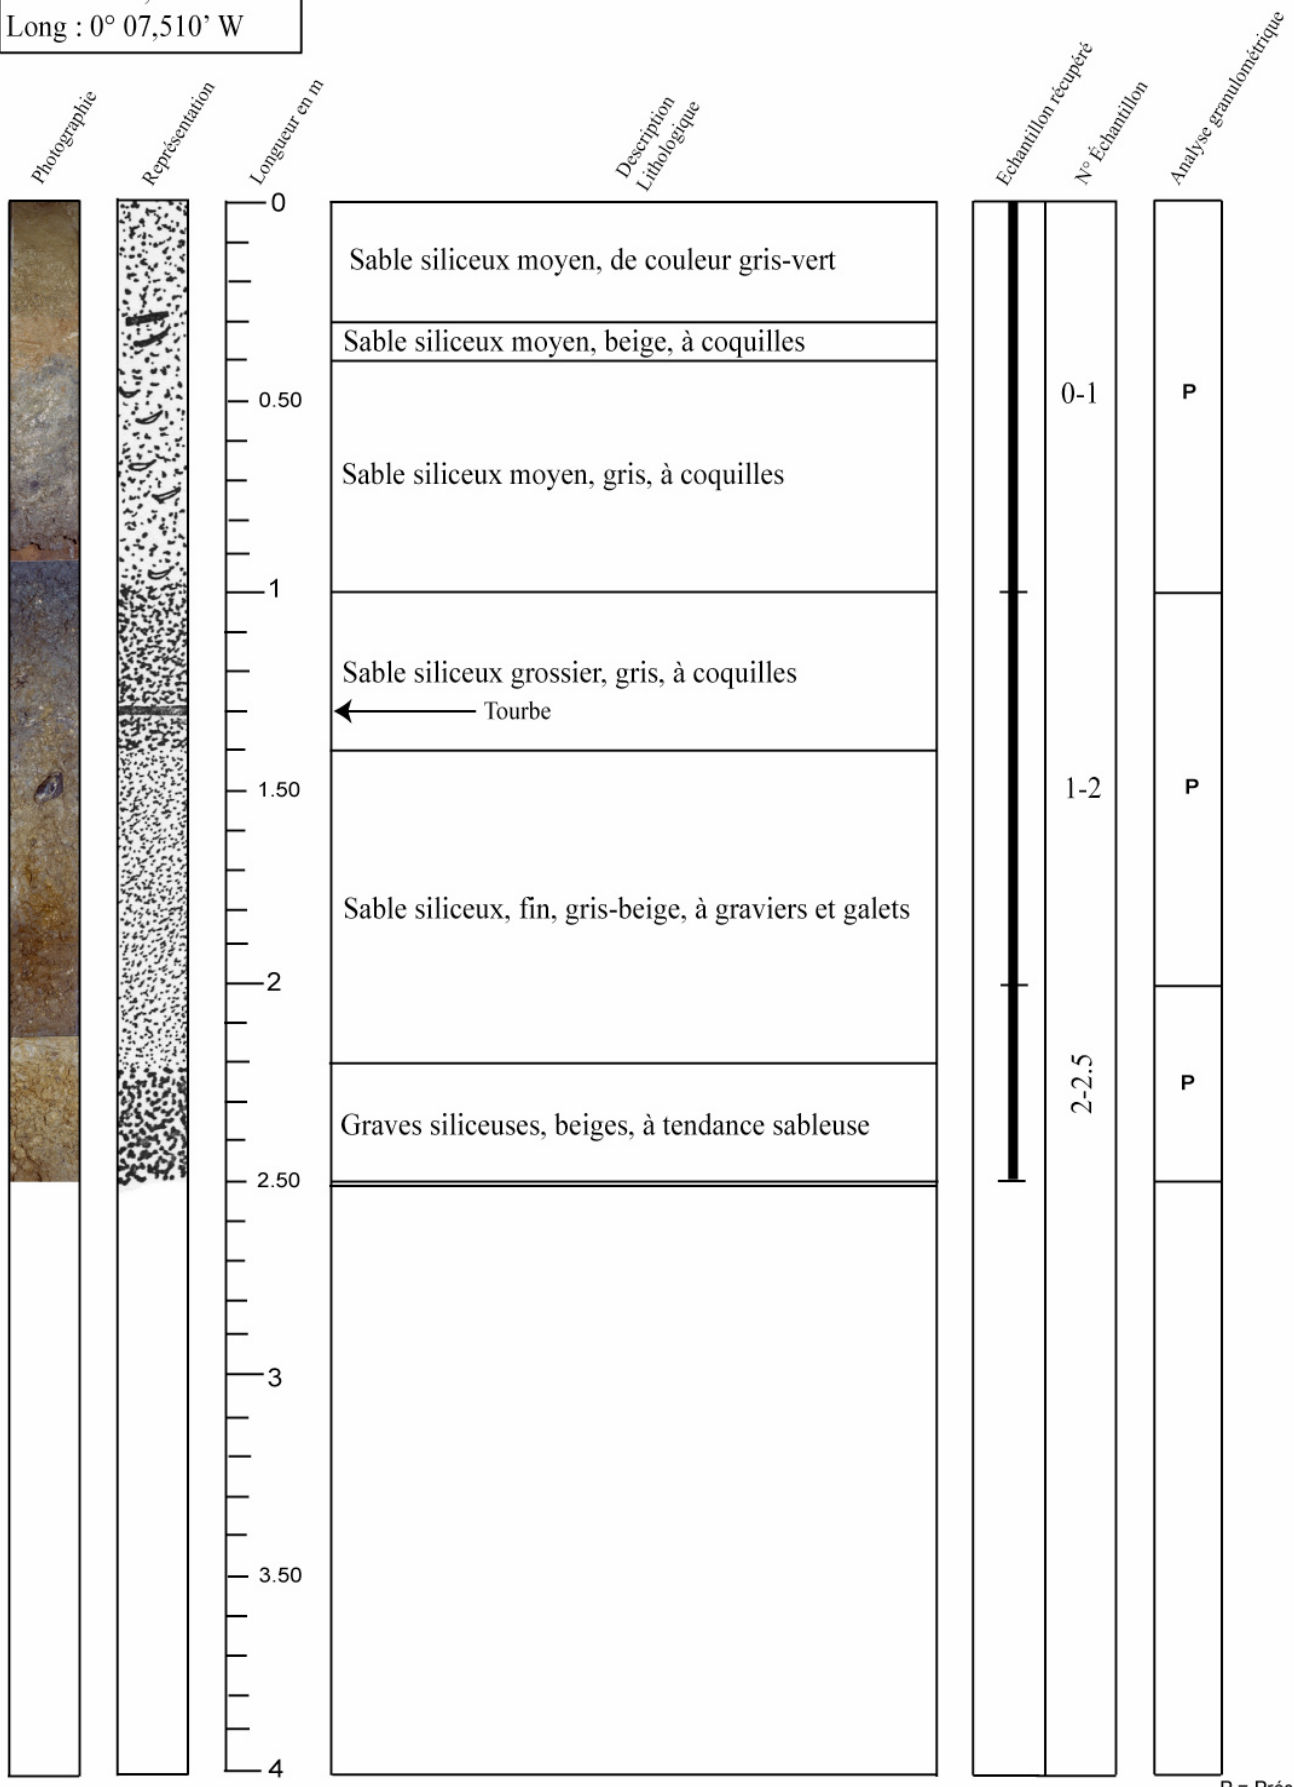 Long : 0° 07,510’ W
Photographie
Représentation
Longueur en m
Description
Lithologique
Echantillon récupéré
N° Échantillon
Analyse granulométrique
0
Sable siliceux moyen, de couleur gris-vert
Sable siliceux moyen, beige, à coquilles
0.50
0-1
P
Sable siliceux moyen, gris, à coquilles
1
Sable siliceux grossier, gris, à coquilles
Tourbe
1.50
1-2
P
Sable siliceux, fin, gris-beige, à graviers et galets
2
2-2.5
P
Graves siliceuses, beiges, à tendance sableuse
2.50
3
3.50
4